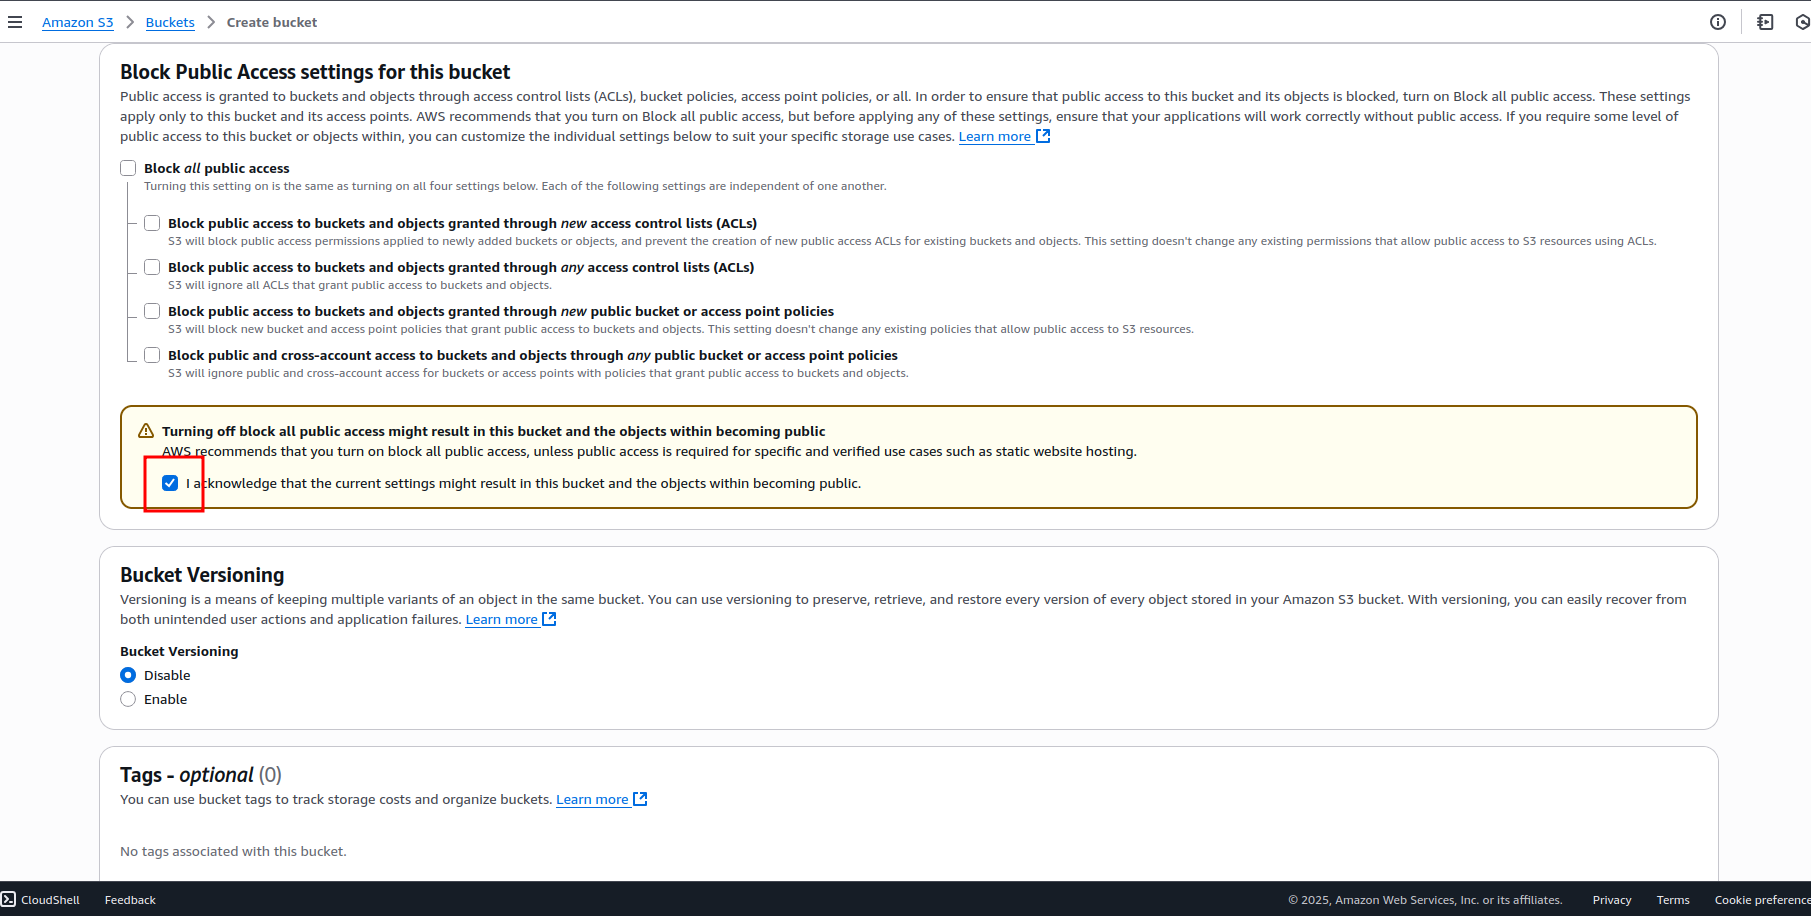 Amazon S3 > Buckets > Create bucket
Block Public Access settings for this bucket
Public access is granted to buckets and objects through access control lists (ACLs), bucket policies, access point policies, or all. In order to ensure that public access to this bucket and its objects is blocked, turn on Block all public access. These settings
apply only to this bucket and its access points. AWS recommends that you turn on Block all public access, but before applying any of these settings, ensure that your applications will work correctly without public access. If you require some level of
public access to this bucket or objects within, you can customize the individual settings below to suit your specific storage use cases. Learn more
Block all public access
Turning this setting on is the same as turning on all four settings below. Each of the following settings are independent of one another.
Block public access to buckets and objects granted through new access control lists (ACLs)
S3 will block public access permissions applied to newly added buckets or objects, and prevent the creation of new public access ACLs for existing buckets and objects. This setting doesn't change any existing permissions that allow public access to S3 resources using ACLs.
Block public access to buckets and objects granted through any access control lists (ACLs)
S3 will ignore all ACLs that grant public access to buckets and objects.
Block public access to buckets and objects granted through new public bucket or access point policies
S3 will block new bucket and access point policies that grant public access to buckets and objects. This setting doesn't change any existing policies that allow public access to S3 resources.
Block public and cross-account access to buckets and objects through any public bucket or access point policies
S3 will ignore public and cross-account access for buckets or access points with policies that grant public access to buckets and objects.
Turning off block all public access might result in this bucket and the objects within becoming public
AWS recommends that you turn on block all public access, unless public access is required for specific and verified use cases such as static website hosting.
I acknowledge that the current settings might result in this bucket and the objects within becoming public.
Bucket Versioning
Versioning is a means of keeping multiple variants of an object in the same bucket. You can use versioning to preserve, retrieve, and restore every version of every object stored in your Amazon S3 bucket. With versioning, you can easily recover from
both unintended user actions and application failures. Learn more
Bucket Versioning
Disable
Enable
Tags - optional (0)
You can use bucket tags to track storage costs and organize buckets. Learn more
No tags associated with this bucket.
CloudShell Feedback © 2025, Amazon Web Services, Inc. or its affiliates. Privacy Terms Cookie preference